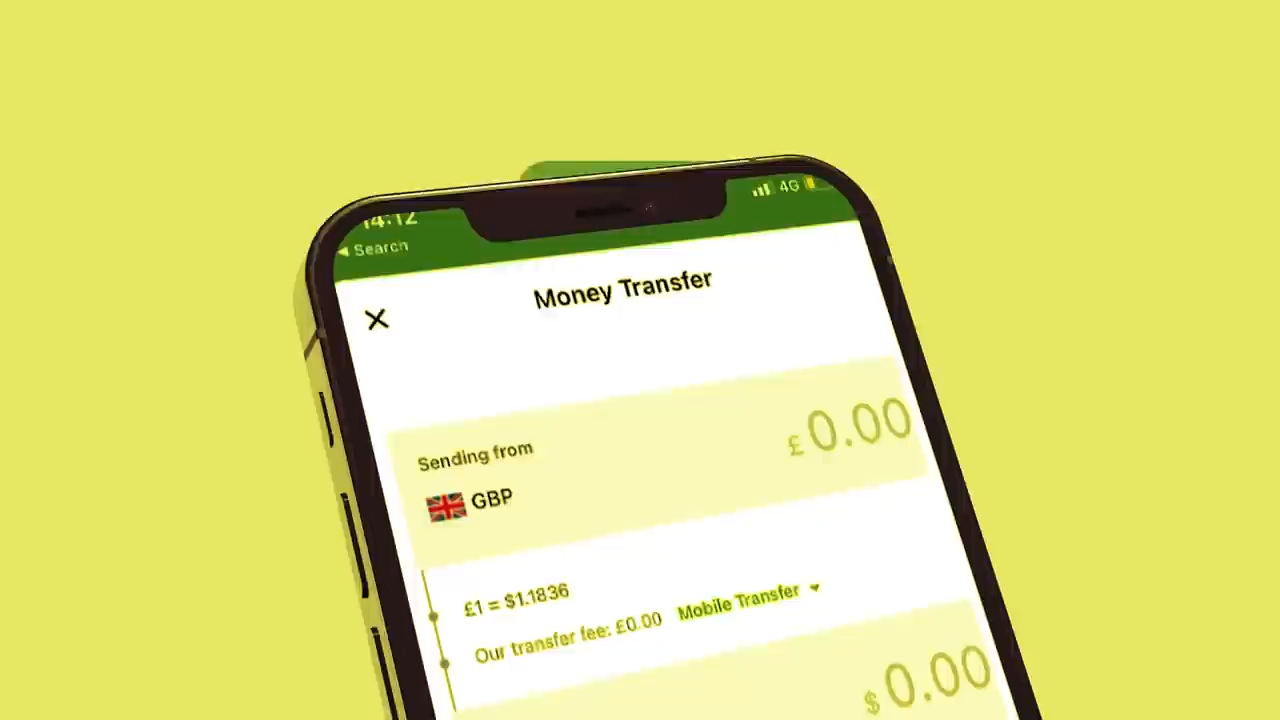 14:12
4G
◀ Search
Money Transfer
Sending from
£0.00
GBP
£1 = $1.1836
Our transfer fee: £0.00 Mobile Transfer
$0.00